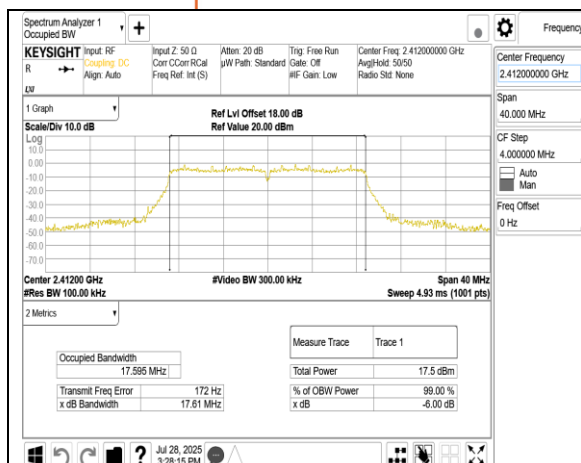 Spectrum Analyzer 1
Occupied BW
Frequency
KEYSIGHT
R
LXI
Input: RF
Coupling: DC
Align: Auto
Input Z: 50 Ω
Corr CCorr RCal
Freq Ref: Int (S)
Atten: 20 dB
µW Path: Standard
Trig: Free Run
Gate: Off
#IF Gain: Low
Center Freq: 2.412000000 GHz
Avg|Hold: 50/50
Radio Std: None
Center Frequency
2.412000000 GHz
Span
40.000 MHz
CF Step
4.000000 MHz
Auto
Man
Freq Offset
0 Hz
1 Graph
Scale/Div 10.0 dB
Ref Lvl Offset 18.00 dB
Ref Value 20.00 dBm
Log
10.0
0.00
-10.0
-20.0
-30.0
-40.0
-50.0
-60.0
-70.0
Center 2.41200 GHz
#Video BW 300.00 kHz
Span 40 MHz
#Res BW 100.00 kHz
Sweep 4.93 ms (1001 pts)
2 Metrics
Measure Trace Trace 1
Occupied Bandwidth
17.595 MHz
Total Power 17.5 dBm
Transmit Freq Error 172 Hz
% of OBW Power 99.00 %
x dB Bandwidth 17.61 MHz
x dB -6.00 dB
?
Jul 28, 2025
3:28:15 PM